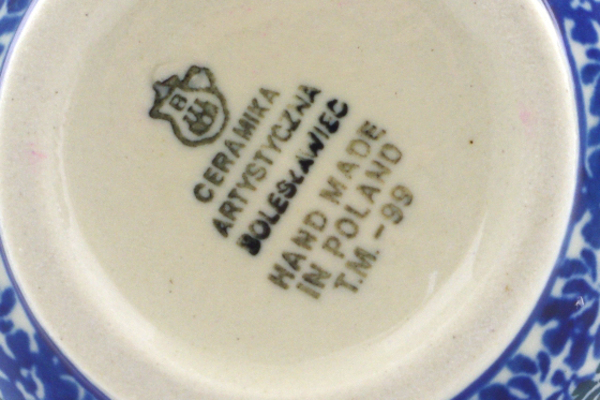 B
CERAMIKA
ARTYSTYCZNA
BOLESŁAWIEC
HAND MADE
IN POLAND
T.M. -99